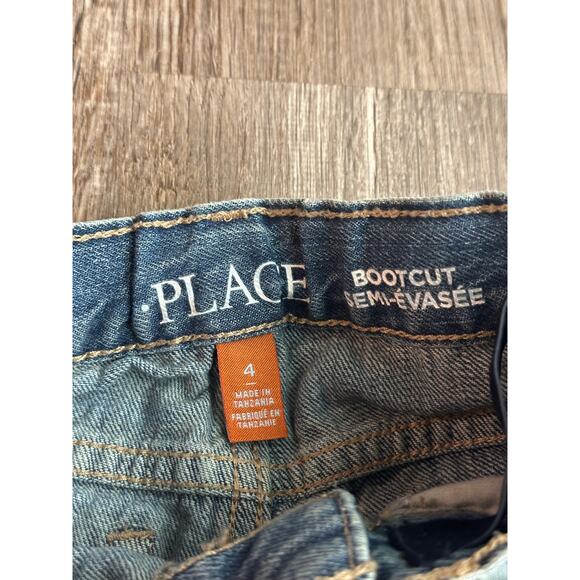 ·PLACE
BOOTCUT
SEMI-ÉVASÉE
4
MADE IN
TANZANIA
FABRIQUÉ EN
TANZANIE